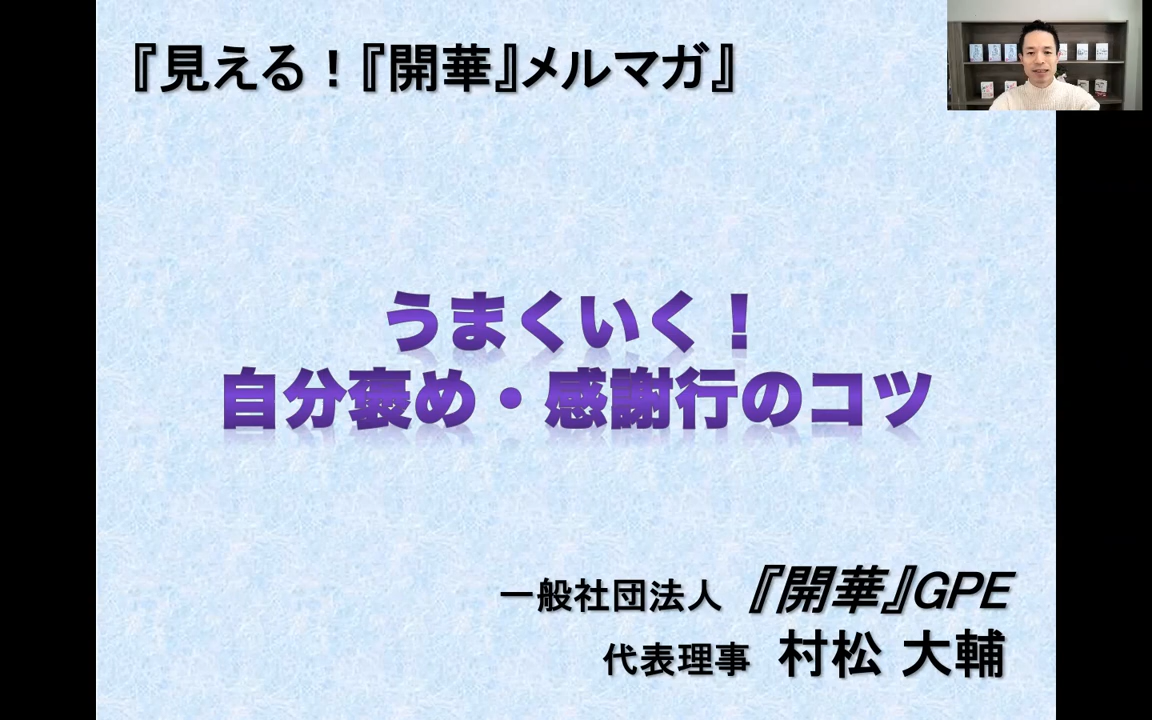 『見える！『開華』メルマガ』
うまくいく！
自分褒め・感謝行のコツ
一般社団法人 『開華』GPE
代表理事 村松 大輔